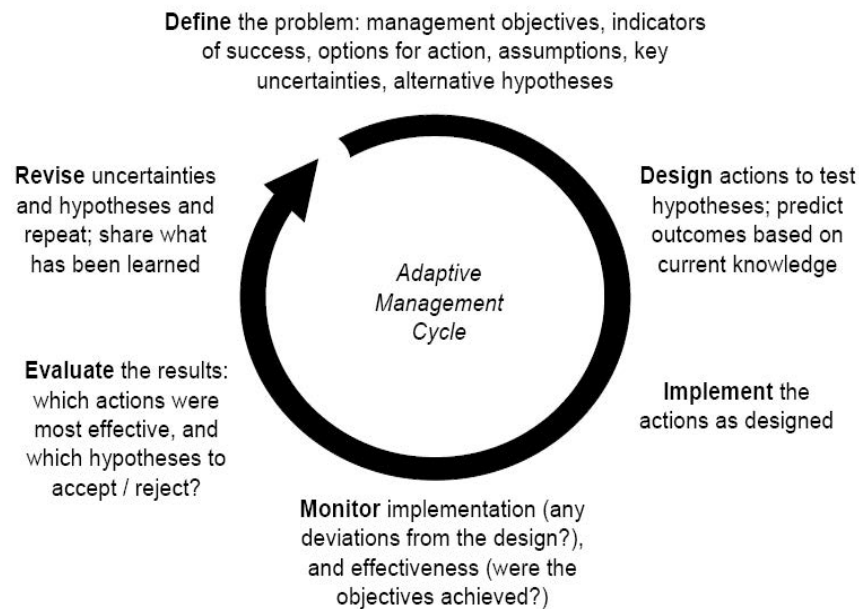 Define the problem: management objectives, indicators
of success, options for action, assumptions, key
uncertainties, alternative hypotheses
Design actions to test
hypotheses; predict
outcomes based on
current knowledge
Implement the
actions as designed
Monitor implementation (any
deviations from the design?),
and effectiveness (were the
objectives achieved?)
Evaluate the results:
which actions were
most effective, and
which hypotheses to
accept / reject?
Revise uncertainties
and hypotheses and
repeat; share what
has been learned
Adaptive
Management
Cycle